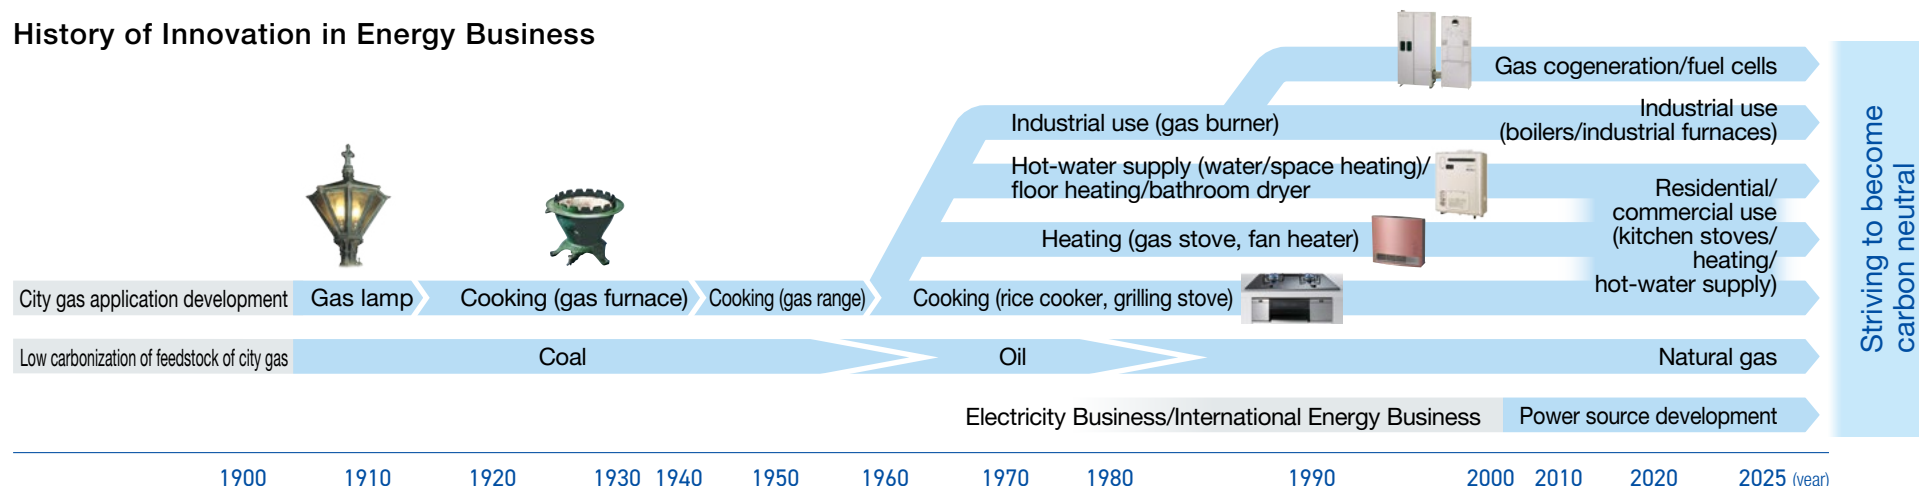 History of Innovation in Energy Business
Gas cogeneration/fuel cells
Industrial use (gas burner)
Industrial use
(boilers/industrial furnaces)
Hot-water supply (water/space heating)/
floor heating/bathroom dryer
Heating (gas stove, fan heater)
Residential/
commercial use
(kitchen stoves/
heating/
hot-water supply)
City gas application development
Gas lamp
Cooking (gas furnace)
Cooking (gas range)
Cooking (rice cooker, grilling stove)
Low carbonization of feedstock of city gas
Coal
Oil
Natural gas
Electricity Business/International Energy Business
Power source development
Striving to become
carbon neutral
1900 1910 1920 1930 1940 1950 1960 1970 1980 1990 2000 2010 2020 2025 (year)